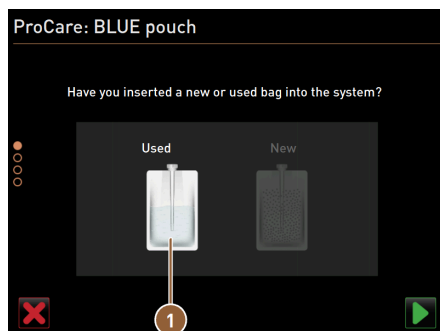 ProCare: BLUE pouch
Have you inserted a new or used bag into the system?
Used New
1